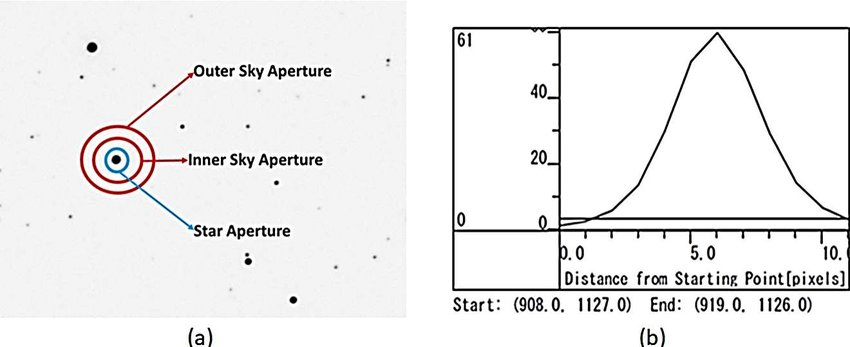 Outer Sky Aperture
Inner Sky Aperture
Star Aperture
(a)
61
40
20
0
0
0.0
5.0
10.
Distance from Starting Point[pixels]
Start: (908.0, 1127.0) End: (919.0, 1126.0)
(b)